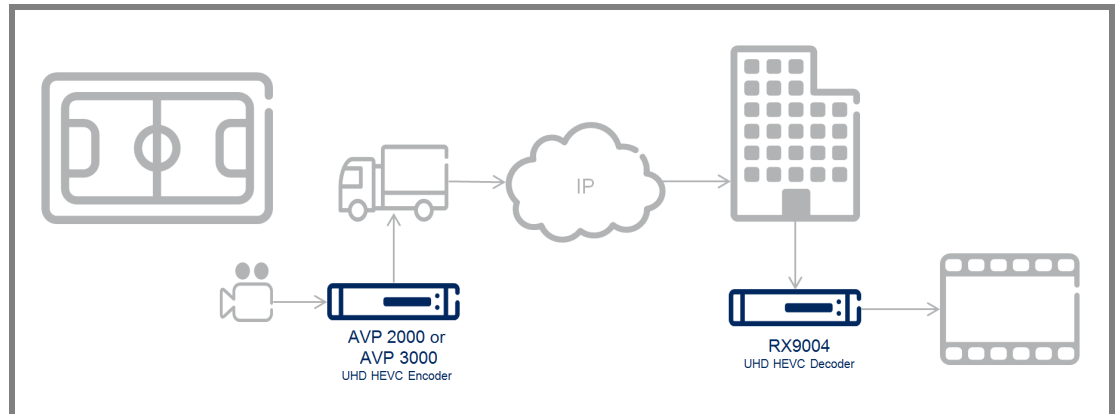 IP
AVP 2000 or
AVP 3000
UHD HEVC Encoder
RX9004
UHD HEVC Decoder